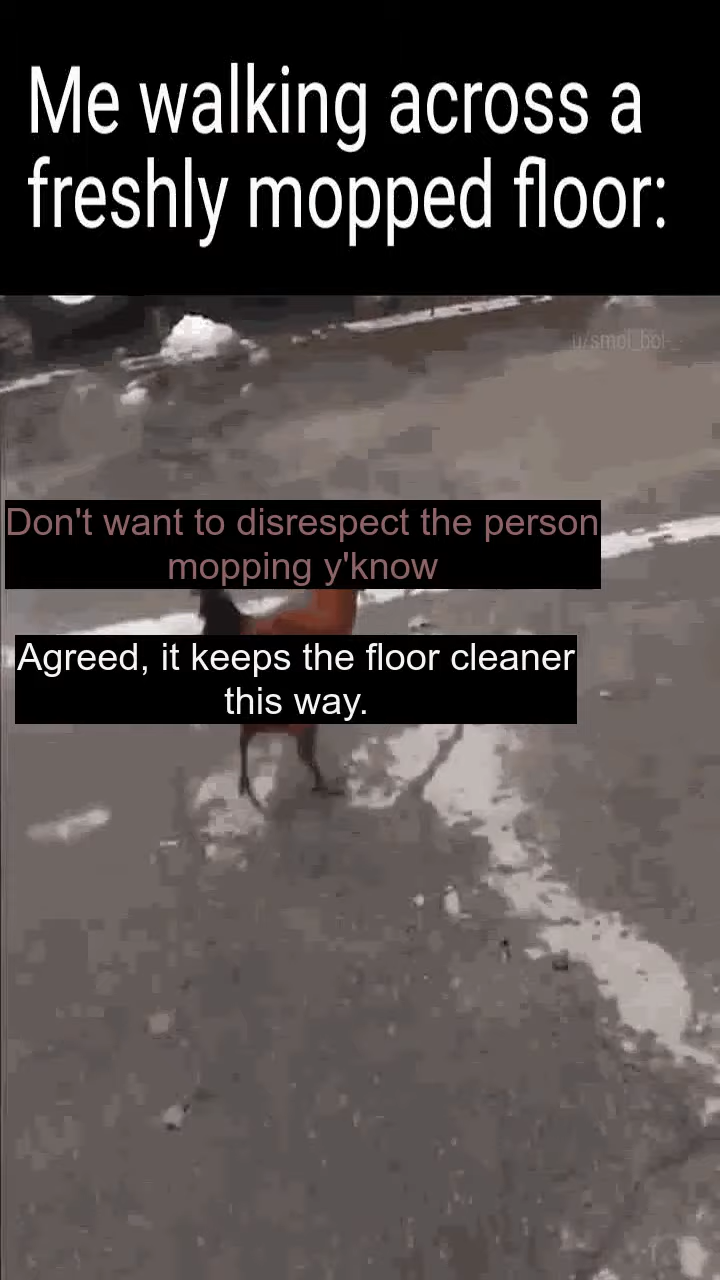 Me walking across a
freshly mopped floor:
u/smol_boi-_
Don't want to disrespect the person
mopping y'know
Agreed, it keeps the floor cleaner
this way.